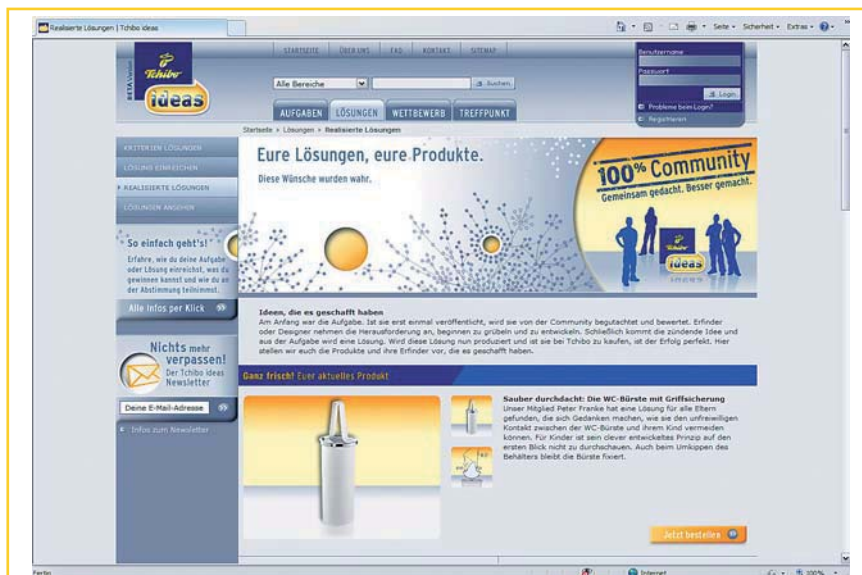 Realisierte Lösungen | Tchibo ideas
Seite Sicherheit Extras
BETA Version
Tchibo
ideas
STARTSEITE ÜBER UNS FAQ KONTAKT SITEMAP
Alle Bereiche Suchen
AUFGABEN LÖSUNGEN WETTBEWERB TREFFPUNKT
Benutzername
Passwort
Login
Probleme beim Login?
Registrieren
Startseite > Lösungen > Realisierte Lösungen
KRITERIEN LÖSUNGEN
LÖSUNG EINREICHEN
REALISIERTE LÖSUNGEN
LÖSUNGEN ANSEHEN
Eure Lösungen, eure Produkte.
Diese Wünsche wurden wahr.
100% Community
Gemeinsam gedacht. Besser gemacht.
Tchibo
ideas
So einfach geht's!
Erfahre, wie du deine Aufgabe
oder Lösung einreichst, was du
gewinnen kannst und wie du an
der Abstimmung teilnimmst.
Alle Infos per Klick
Nichts mehr
verpassen!
Der Tchibo ideas
Newsletter
Deine E-Mail-Adresse
Infos zum Newsletter
Ideen, die es geschafft haben
Am Anfang war die Aufgabe. Ist sie erst einmal veröffentlicht, wird sie von der Community begutachtet und bewertet. Erfinder
oder Designer nehmen die Herausforderung an, beginnen zu grübeln und zu entwickeln. Schließlich kommt die zündende Idee und
aus der Aufgabe wird eine Lösung. Wird diese Lösung nun produziert und ist sie bei Tchibo zu kaufen, ist der Erfolg perfekt. Hier
stellen wir euch die Produkte und ihre Erfinder vor, die es geschafft haben.
Ganz frisch! Euer aktuelles Produkt
Sauber durchdacht: Die WC-Bürste mit Griffsicherung
Unser Mitglied Peter Franke hat eine Lösung für alle Eltern
gefunden, die sich Gedanken machen, wie sie den unfreiwilligen
Kontakt zwischen der WC-Bürste und ihrem Kind vermeiden
können. Für Kinder ist sein clever entwickeltes Prinzip auf den
ersten Blick nicht zu durchschauen. Auch beim Umkippen des
Behälters bleibt die Bürste fixiert.
Jetzt bestellen
Fertig Internet 100%